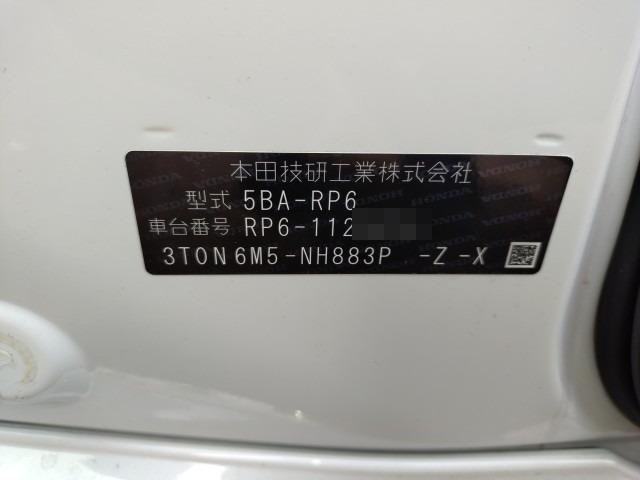 本田技研工業株式会社
型式 5BA-RP6
車台番号 RP6-112
3T0N6M5-NH883P -Z -X